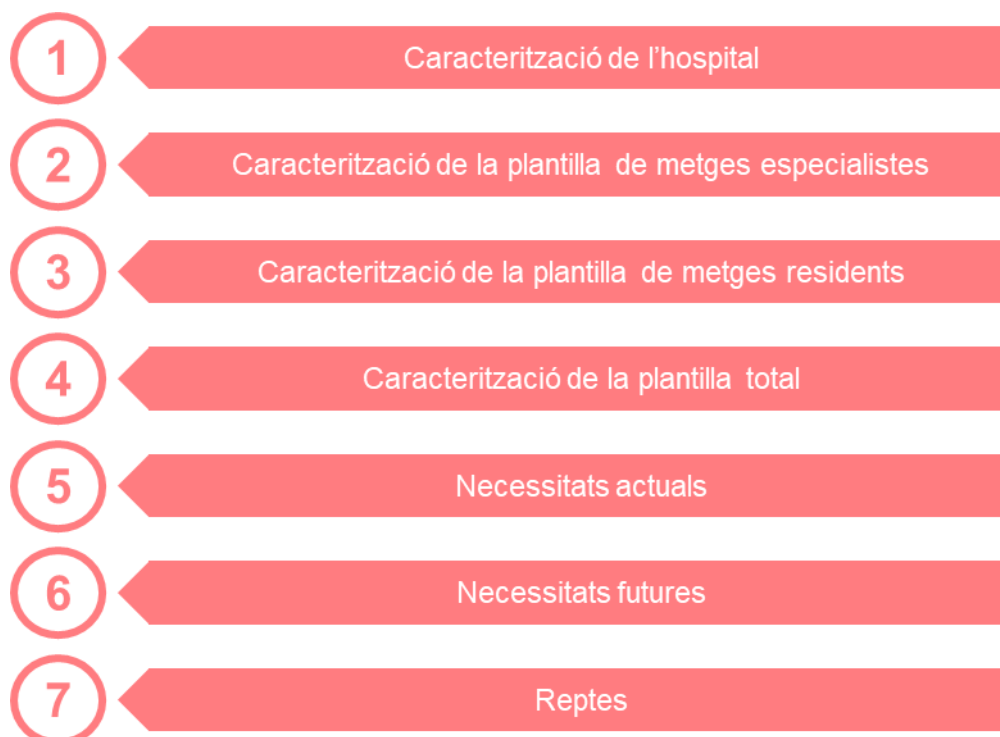 1 Caracterització de l’hospital
2 Caracterització de la plantilla de metges especialistes
3 Caracterització de la plantilla de metges residents
4 Caracterització de la plantilla total
5 Necessitats actuals
6 Necessitats futures
7 Reptes